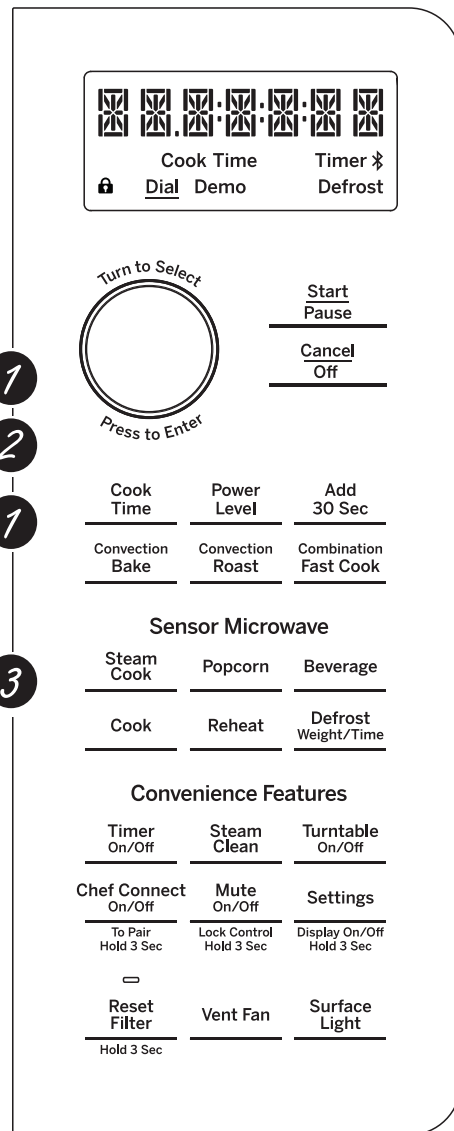 Cook Time Timer
Dial Demo Defrost
Turn to Select
Start
Pause
Cancel
Off
1
Press to Enter
2
Cook Power Add
Time Level 30 Sec
1
Convection Convection Combination
Bake Roast Fast Cook
Sensor Microwave
Steam
Cook Popcorn Beverage
3
Cook Reheat Defrost
Weight/Time
Convenience Features
Timer Steam Turntable
On/Off Clean On/Off
Chef Connect Mute Settings
On/Off On/Off
To Pair Lock Control Display On/Off
Hold 3 Sec Hold 3 Sec Hold 3 Sec
Reset Vent Fan Surface
Filter Light
Hold 3 Sec